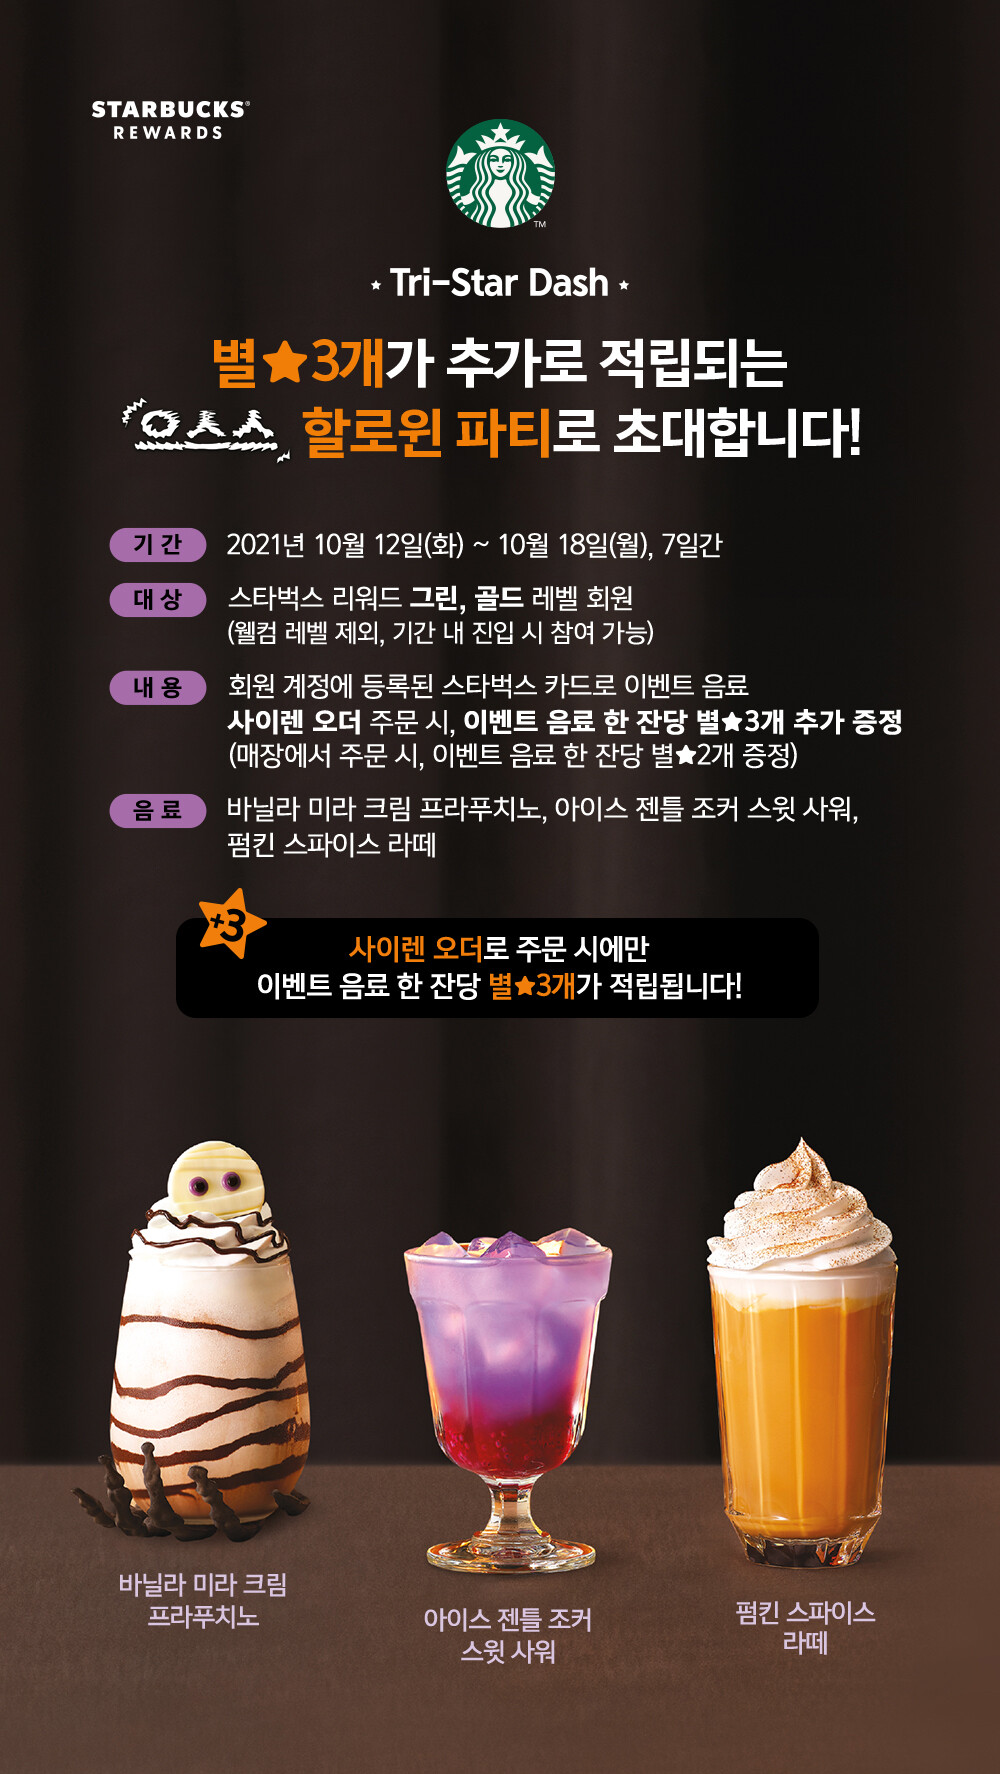 STARBUCKS®
REWARDS
TM
★ Tri-Star Dash ★
별★3개가 추가로 적립되는
으스스 할로윈 파티로 초대합니다!
기간 2021년 10월 12일(화) ~ 10월 18일(월), 7일간
대상 스타벅스 리워드 그린, 골드 레벨 회원
(웰컴 레벨 제외, 기간 내 진입 시 참여 가능)
내용 회원 계정에 등록된 스타벅스 카드로 이벤트 음료
사이렌 오더 주문 시, 이벤트 음료 한 잔당 별★3개 추가 증정
(매장에서 주문 시, 이벤트 음료 한 잔당 별★2개 증정)
음료 바닐라 미라 크림 프라푸치노, 아이스 젠틀 조커 스윗 사워,
펌킨 스파이스 라떼
+3
사이렌 오더로 주문 시에만
이벤트 음료 한 잔당 별★3개가 적립됩니다!
바닐라 미라 크림
프라푸치노
아이스 젠틀 조커
스윗 사워
펌킨 스파이스
라떼